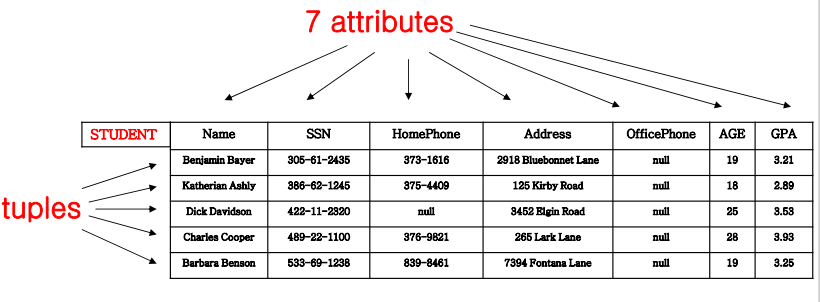 7 attributes
STUDENT Name SSN HomePhone Address OfficePhone AGE GPA
Benjamin Bayer 305-61-2435 373-1616 2918 Bluebonnet Lane null 19 3.21
Katherian Ashly 386-62-1245 375-4409 125 Kirby Road null 18 2.89
Dick Davidson 422-11-2320 null 3452 Elgin Road null 25 3.53
Charles Cooper 489-22-1100 376-9821 265 Lark Lane null 28 3.93
Barbara Benson 533-69-1238 839-8461 7394 Fontana Lane null 19 3.25
tuples